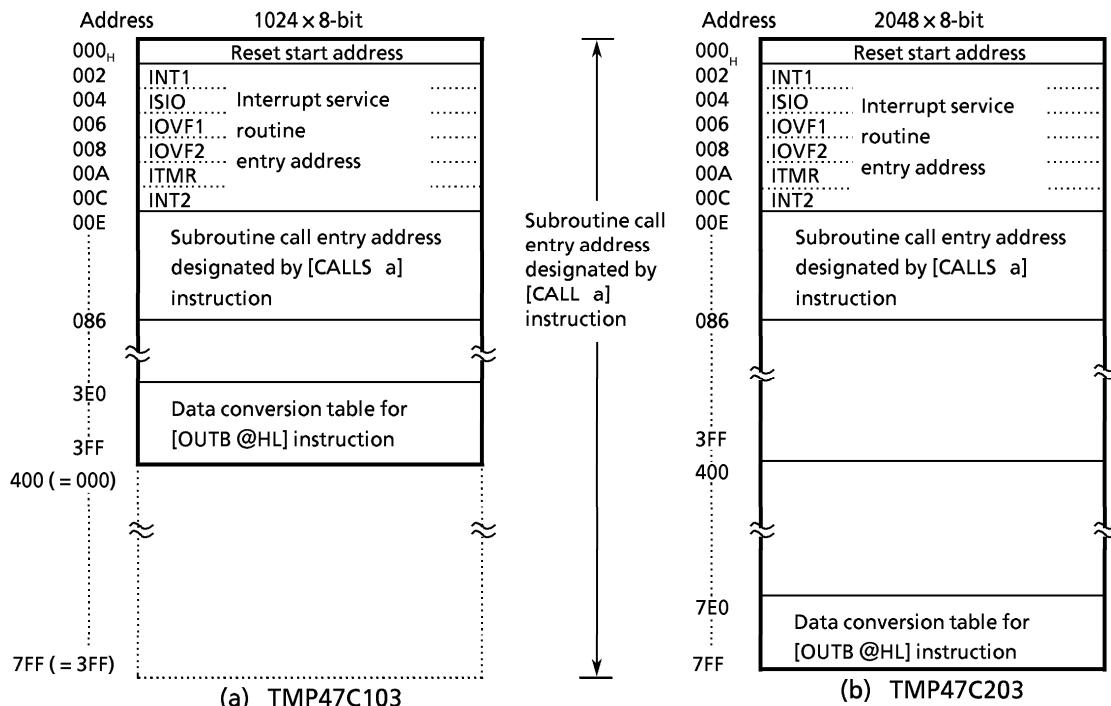 Address 1024 × 8-bit
000H Reset start address
002 INT1
004 ISIO Interrupt service
006 IOVF1 routine
008 IOVF2 entry address
00A ITMR
00C INT2
00E
Subroutine call entry address
designated by [CALLS a]
instruction
086
3E0
Data conversion table for
[OUTB @HL] instruction
3FF
400 ( = 000)
7FF ( = 3FF)
(a) TMP47C103
Subroutine call
entry address
designated by
[CALL a]
instruction
Address 2048 × 8-bit
000H Reset start address
002 INT1
004 ISIO Interrupt service
006 IOVF1 routine
008 IOVF2 entry address
00A ITMR
00C INT2
00E
Subroutine call entry address
designated by [CALLS a]
instruction
086
3FF
400
7E0
Data conversion table for
[OUTB @HL] instruction
7FF
(b) TMP47C203